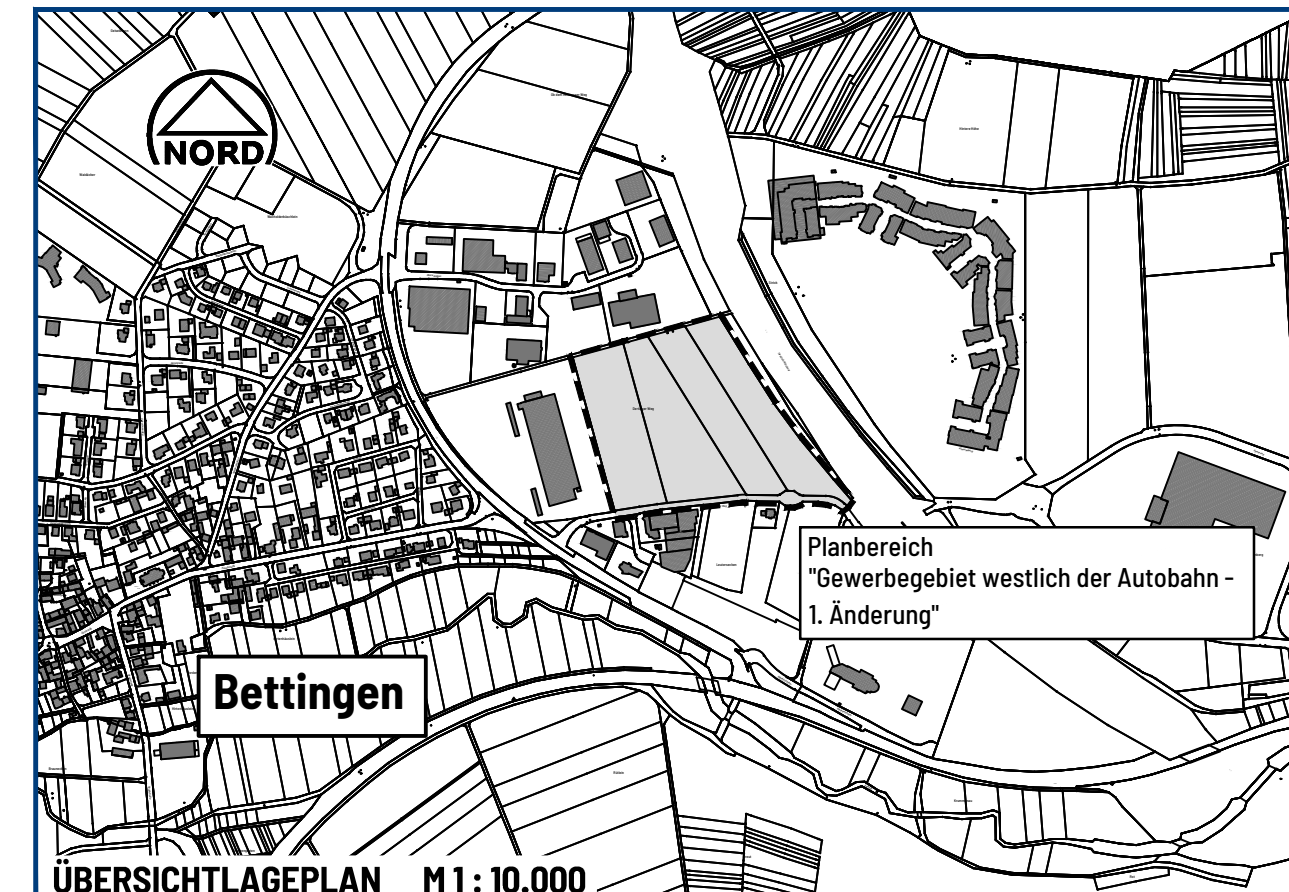 NORD
Planbereich
"Gewerbegebiet westlich der Autobahn -
1. Änderung"
Bettingen
ÜBERSICHTLAGEPLAN M 1 : 10.000